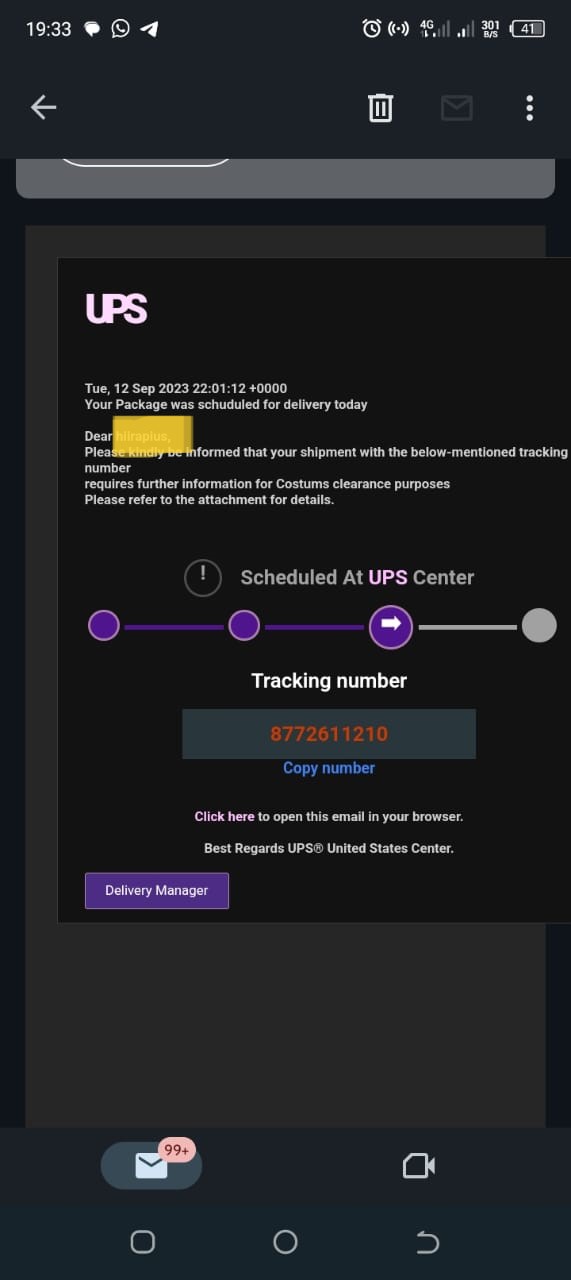 19:33
4G
301
B/S
41
UPS
Tue, 12 Sep 2023 22:01:12 +0000
Your Package was schuduled for delivery today
Dear
Please kindly be informed that your shipment with the below-mentioned tracking
number
requires further information for Costums clearance purposes
Please refer to the attachment for details.
!
Scheduled At UPS Center
Tracking number
8772611210
Copy number
Click here to open this email in your browser.
Best Regards UPS® United States Center.
Delivery Manager
99+